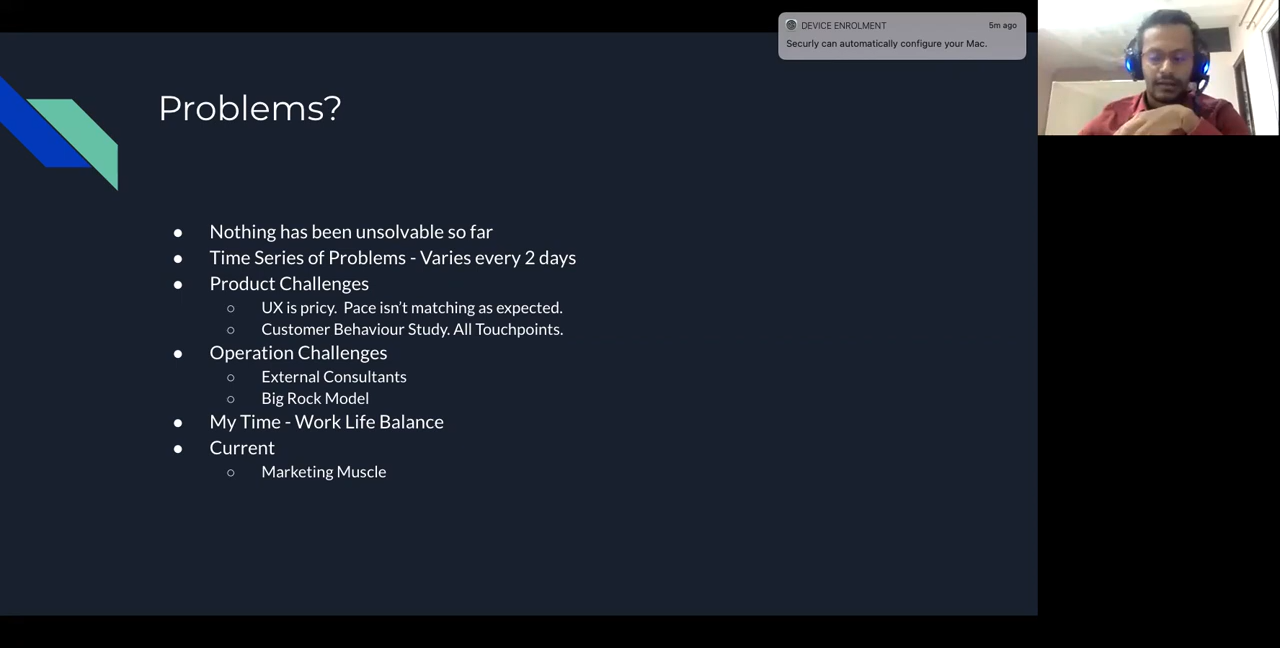 DEVICE ENROLMENT 5m ago
Securly can automatically configure your Mac.
Problems?
● Nothing has been unsolvable so far
● Time Series of Problems - Varies every 2 days
● Product Challenges
○ UX is pricy.  Pace isn't matching as expected.
○ Customer Behaviour Study. All Touchpoints.
● Operation Challenges
○ External Consultants
○ Big Rock Model
● My Time - Work Life Balance
● Current
○ Marketing Muscle